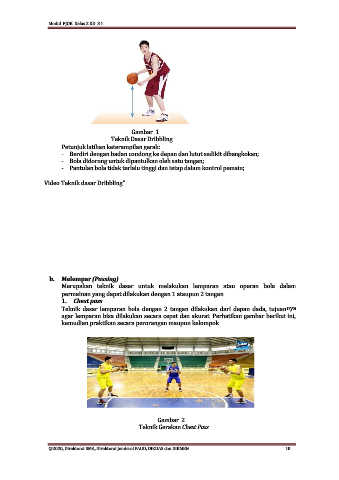 Modul PJOK Kelas XII KD 3.2
Gambar 1
Teknik Dasar Dribbling
Petunjuk latihan keterampilan gerak:
- Berdiri dengan badan condong ke depan dan lutut sedikit dibengkokan;
- Bola didorong untuk dipantulkan oleh satu tangan;
- Pantulan bola tidak terlalu tinggi dan tetap dalam kontrol pemain;
Video Teknik dasar Dribbling"
b. Melempar (Passing)
Merupakan teknik dasar untuk melakukan lemparan atau operan bola dalam
permainan yang dapat dilakukan dengan 1 ataupun 2 tangan
1. Chest pass
Teknik dasar lemparan bola dengan 2 tangan dilakukan dari depan dada, tujuannya
agar lemparan bisa dilakukan secara cepat dan akurat. Perhatikan gambar berikut ini,
kemudian praktikan secara perorangan maupun kelompok
Gambar 2
Teknik Gerakan Chest Pass
@2020, Direktorat SMA, Direktorat Jenderal PAUD, DIKDAS dan DIKMEN